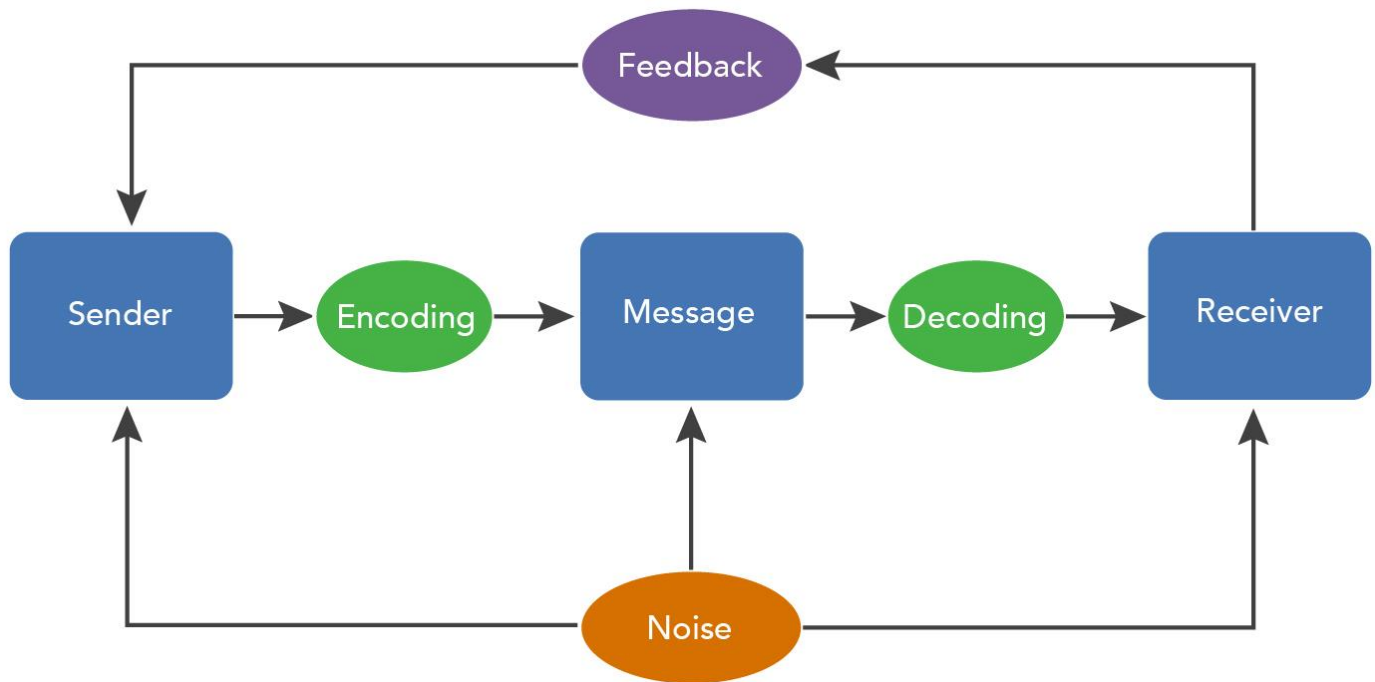 Feedback
Sender
Encoding
Message
Decoding
Receiver
Noise